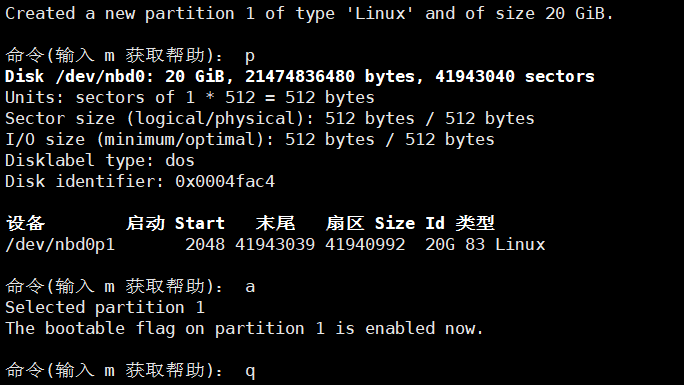 Created a new partition 1 of type 'Linux' and of size 20 GiB.
命令(输入 m 获取帮助)： p
Disk /dev/nbd0: 20 GiB, 21474836480 bytes, 41943040 sectors
Units: sectors of 1 * 512 = 512 bytes
Sector size (logical/physical): 512 bytes / 512 bytes
I/O size (minimum/optimal): 512 bytes / 512 bytes
Disklabel type: dos
Disk identifier: 0x0004fac4
设备 启动 Start 末尾 扇区 Size Id 类型
/dev/nbd0p1 2048 41943039 41940992 20G 83 Linux
命令(输入 m 获取帮助)： a
Selected partition 1
The bootable flag on partition 1 is enabled now.
命令(输入 m 获取帮助)： q